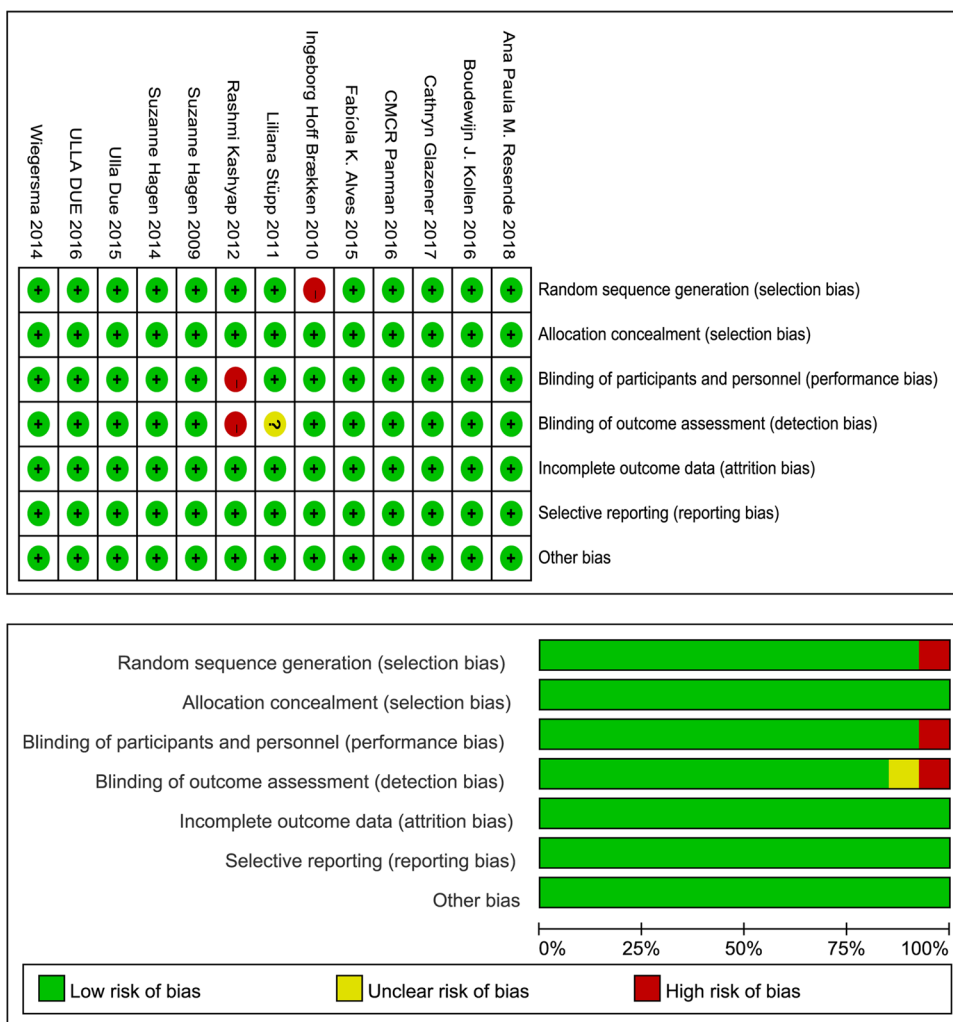 Ana Paula M. Resende 2018
Boudewijn J. Kollen 2016
Cathryn Glazener 2017
CMCR Panman 2016
Fabíola K. Alves 2015
Ingeborg Hoff Brækken 2010
Liliana Stüpp 2011
Rashmi Kashyap 2012
Suzanne Hagen 2009
Suzanne Hagen 2014
Ulla Due 2015
ULLA DUE 2016
Wiegersma 2014
+ + + + + + + – + + + + + Random sequence generation (selection bias)
+ + + + + + + + + + + + + Allocation concealment (selection bias)
+ + + + + – + + + + + + + Blinding of participants and personnel (performance bias)
+ + + + + – ? + + + + + + Blinding of outcome assessment (detection bias)
+ + + + + + + + + + + + + Incomplete outcome data (attrition bias)
+ + + + + + + + + + + + + Selective reporting (reporting bias)
+ + + + + + + + + + + + + Other bias
Random sequence generation (selection bias)
Allocation concealment (selection bias)
Blinding of participants and personnel (performance bias)
Blinding of outcome assessment (detection bias)
Incomplete outcome data (attrition bias)
Selective reporting (reporting bias)
Other bias
0% 25% 50% 75% 100%
Low risk of bias Unclear risk of bias High risk of bias